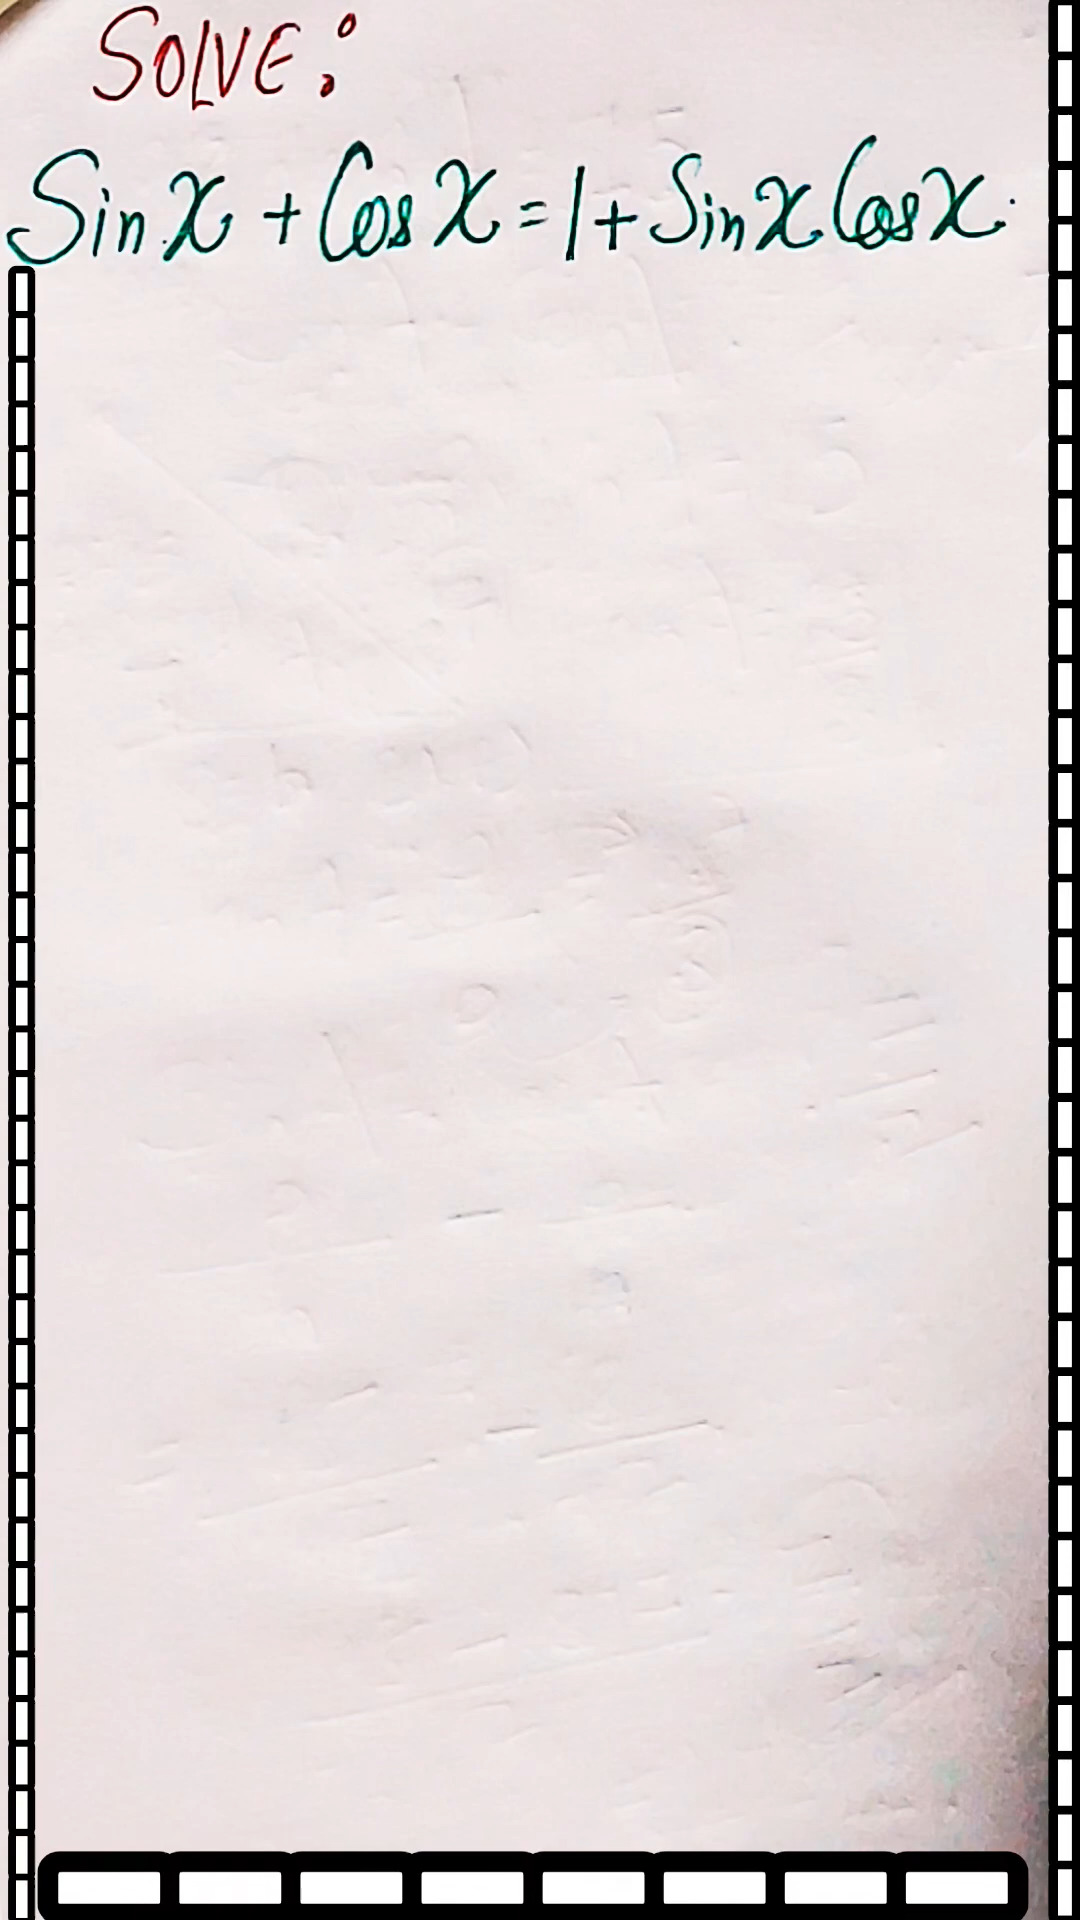 SOLVE:
Sin x + Cos x = 1 + Sin x Cos x.